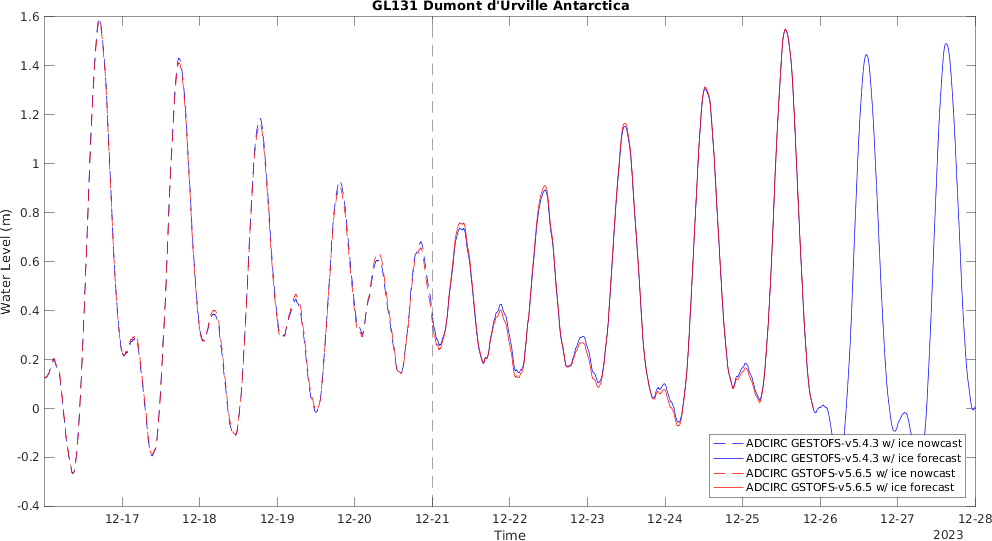 GL131 Dumont d'Urville Antarctica
1.6
1.4
1.2
1
0.8
0.6
0.4
0.2
0
-0.2
-0.4
Water Level (m)
ADCIRC GESTOFS-v5.4.3 w/ ice nowcast
ADCIRC GESTOFS-v5.4.3 w/ ice forecast
ADCIRC GSTOFS-v5.6.5 w/ ice nowcast
ADCIRC GSTOFS-v5.6.5 w/ ice forecast
12-17 12-18 12-19 12-20 12-21 12-22 12-23 12-24 12-25 12-26 12-27 12-28
Time
2023